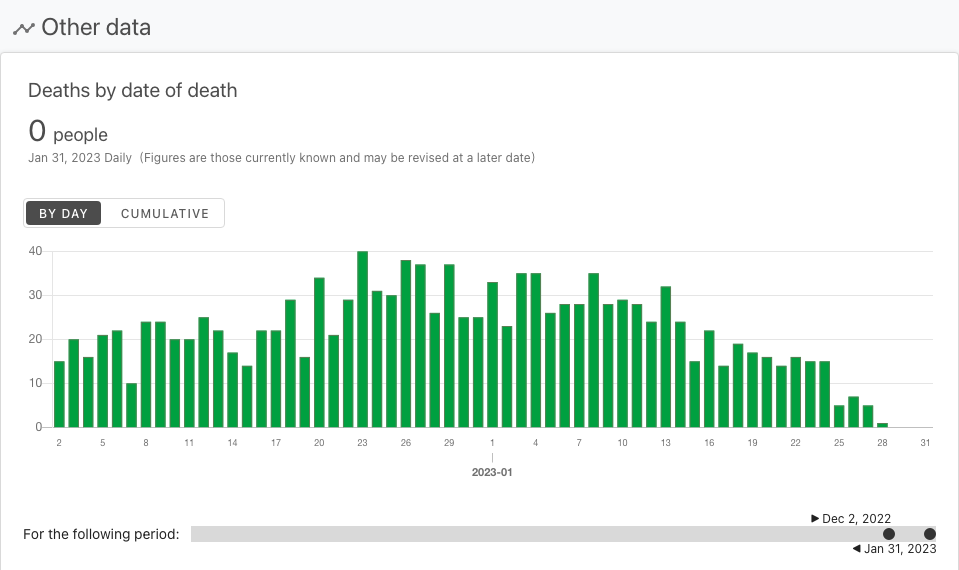 Other data
Deaths by date of death
0 people
Jan 31, 2023 Daily (Figures are those currently known and may be revised at a later date)
BY DAY CUMULATIVE
40
30
20
10
0
2 5 8 11 14 17 20 23 26 29 1 4 7 10 13 16 19 22 25 28 31
2023-01
▶ Dec 2, 2022
For the following period:
◀ Jan 31, 2023